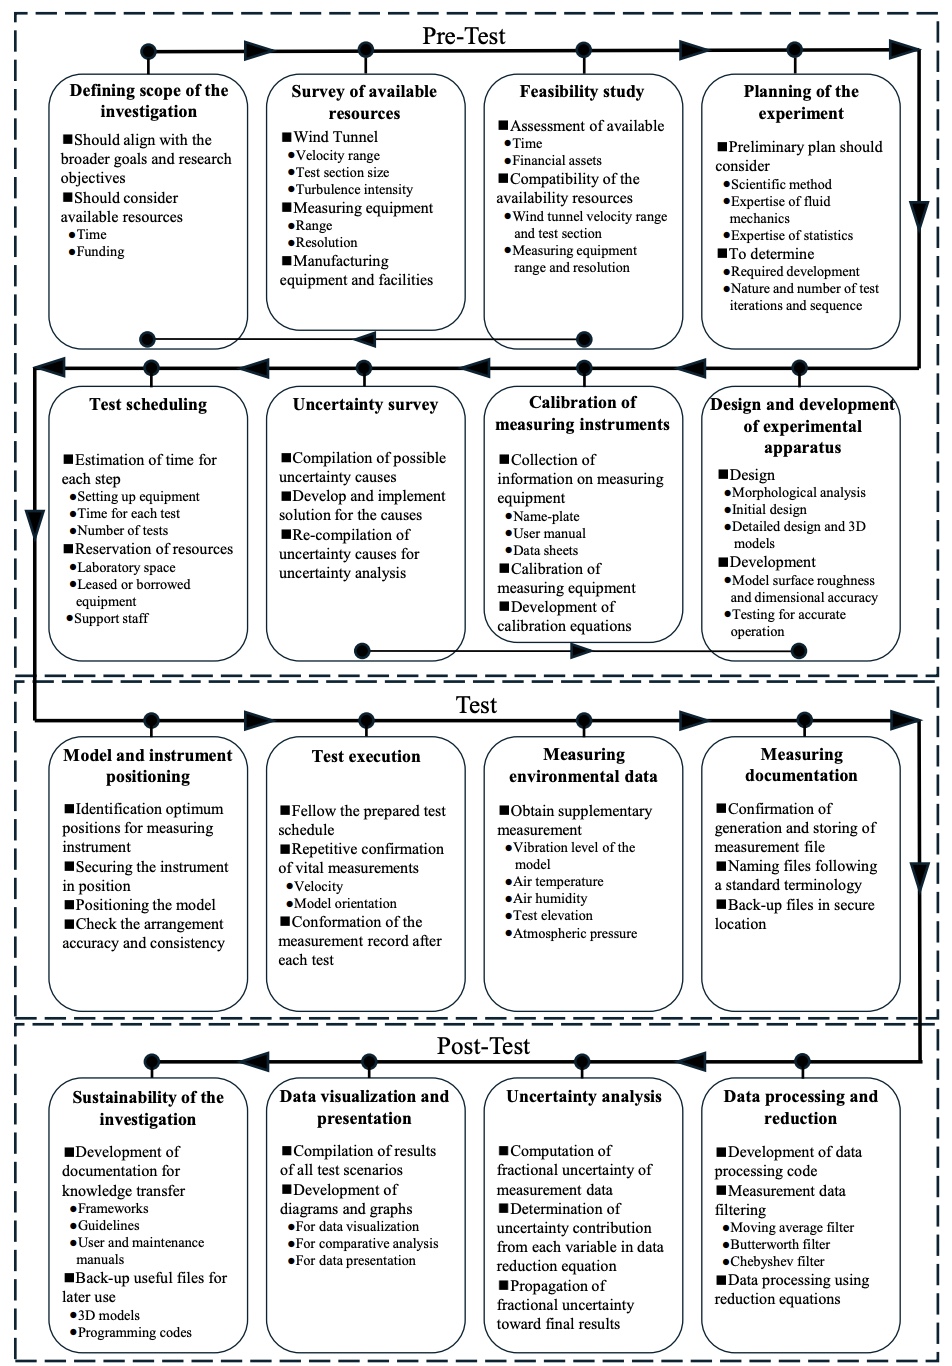 Pre-Test
Defining scope of the
investigation
■Should align with the
broader goals and research
objectives
■Should consider
available resources
●Time
●Funding
Survey of available
resources
■Wind Tunnel
●Velocity range
●Test section size
●Turbulence intensity
■Measuring equipment
●Range
●Resolution
■Manufacturing
equipment and facilities
Feasibility study
■Assessment of available
●Time
●Financial assets
■Compatibility of the
availability resources
●Wind tunnel velocity range
and test section
●Measuring equipment
range and resolution
Planning of the
experiment
■Preliminary plan should
consider
●Scientific method
●Expertise of fluid
mechanics
●Expertise of statistics
■To determine
●Required development
●Nature and number of test
iterations and sequence
Design and development
of experimental
apparatus
■Design
●Morphological analysis
●Initial design
●Detailed design and 3D
models
■Development
●Model surface roughness
and dimensional accuracy
●Testing for accurate
operation
Calibration of
measuring instruments
■Collection of
information on measuring
equipment
●Name-plate
●User manual
●Data sheets
■Calibration of
measuring equipment
■Development of
calibration equations
Uncertainty survey
■Compilation of possible
uncertainty causes
■Develop and implement
solution for the causes
■Re-compilation of
uncertainty causes for
uncertainty analysis
Test scheduling
■Estimation of time for
each step
●Setting up equipment
●Time for each test
●Number of tests
■Reservation of resources
●Laboratory space
●Leased or borrowed
equipment
●Support staff
Test
Model and instrument
positioning
■Identification optimum
positions for measuring
instrument
■Securing the instrument
in position
■Positioning the model
■Check the arrangement
accuracy and consistency
Test execution
■Fellow the prepared test
schedule
■Repetitive confirmation
of vital measurements
●Velocity
●Model orientation
■Conformation of the
measurement record after
each test
Measuring
environmental data
■Obtain supplementary
measurement
●Vibration level of the
model
●Air temperature
●Air humidity
●Test elevation
●Atmospheric pressure
Measuring
documentation
■Confirmation of
generation and storing of
measurement file
■Naming files following
a standard terminology
■Back-up files in secure
location
Post-Test
Data processing and
reduction
■Development of data
processing code
■Measurement data
filtering
●Moving average filter
●Butterworth filter
●Chebyshev filter
■Data processing using
reduction equations
Uncertainty analysis
■Computation of
fractional uncertainty of
measurement data
■Determination of
uncertainty contribution
from each variable in data
reduction equation
■Propagation of
fractional uncertainty
toward final results
Data visualization and
presentation
■Compilation of results
of all test scenarios
■Development of
diagrams and graphs
●For data visualization
●For comparative analysis
●For data presentation
Sustainability of the
investigation
■Development of
documentation for
knowledge transfer
●Frameworks
●Guidelines
●User and maintenance
manuals
■Back-up useful files for
later use
●3D models
●Programming codes